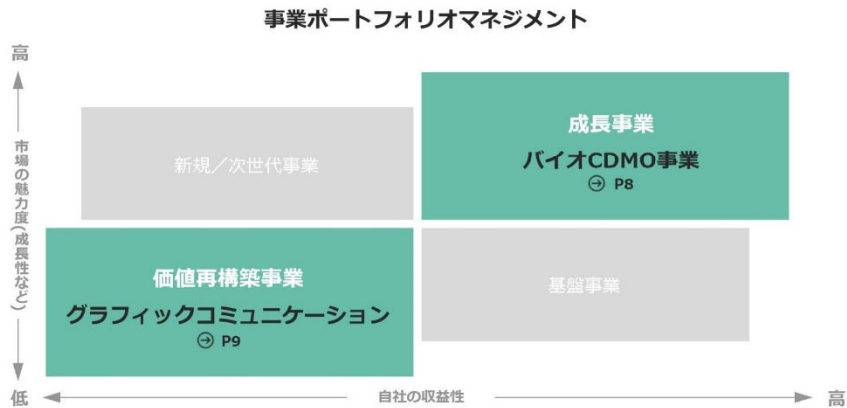 事業ポートフォリオマネジメント
高
市場の魅力度(成長性など)
新規／次世代事業
成長事業
バイオCDMO事業
→ P8
価値再構築事業
グラフィックコミュニケーション
→ P9
基盤事業
低
自社の収益性
高